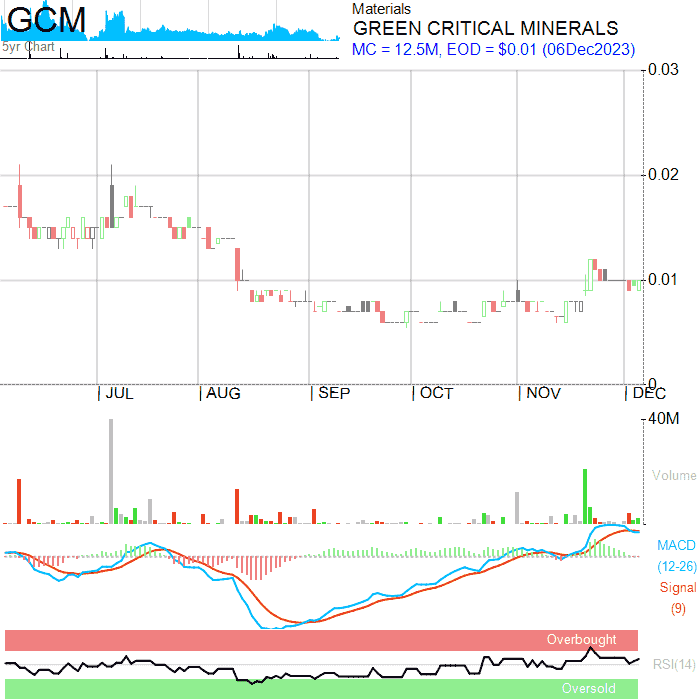 GCM
5yr Chart
Materials
GREEN CRITICAL MINERALS
MC = 12.5M, EOD = $0.01 (06Dec2023)
0.03
0.02
0.01
0
JUL
AUG
SEP
OCT
NOV
DEC
40M
Volume
MACD
(12-26)
Signal
(9)
Overbought
RSI(14)
Oversold